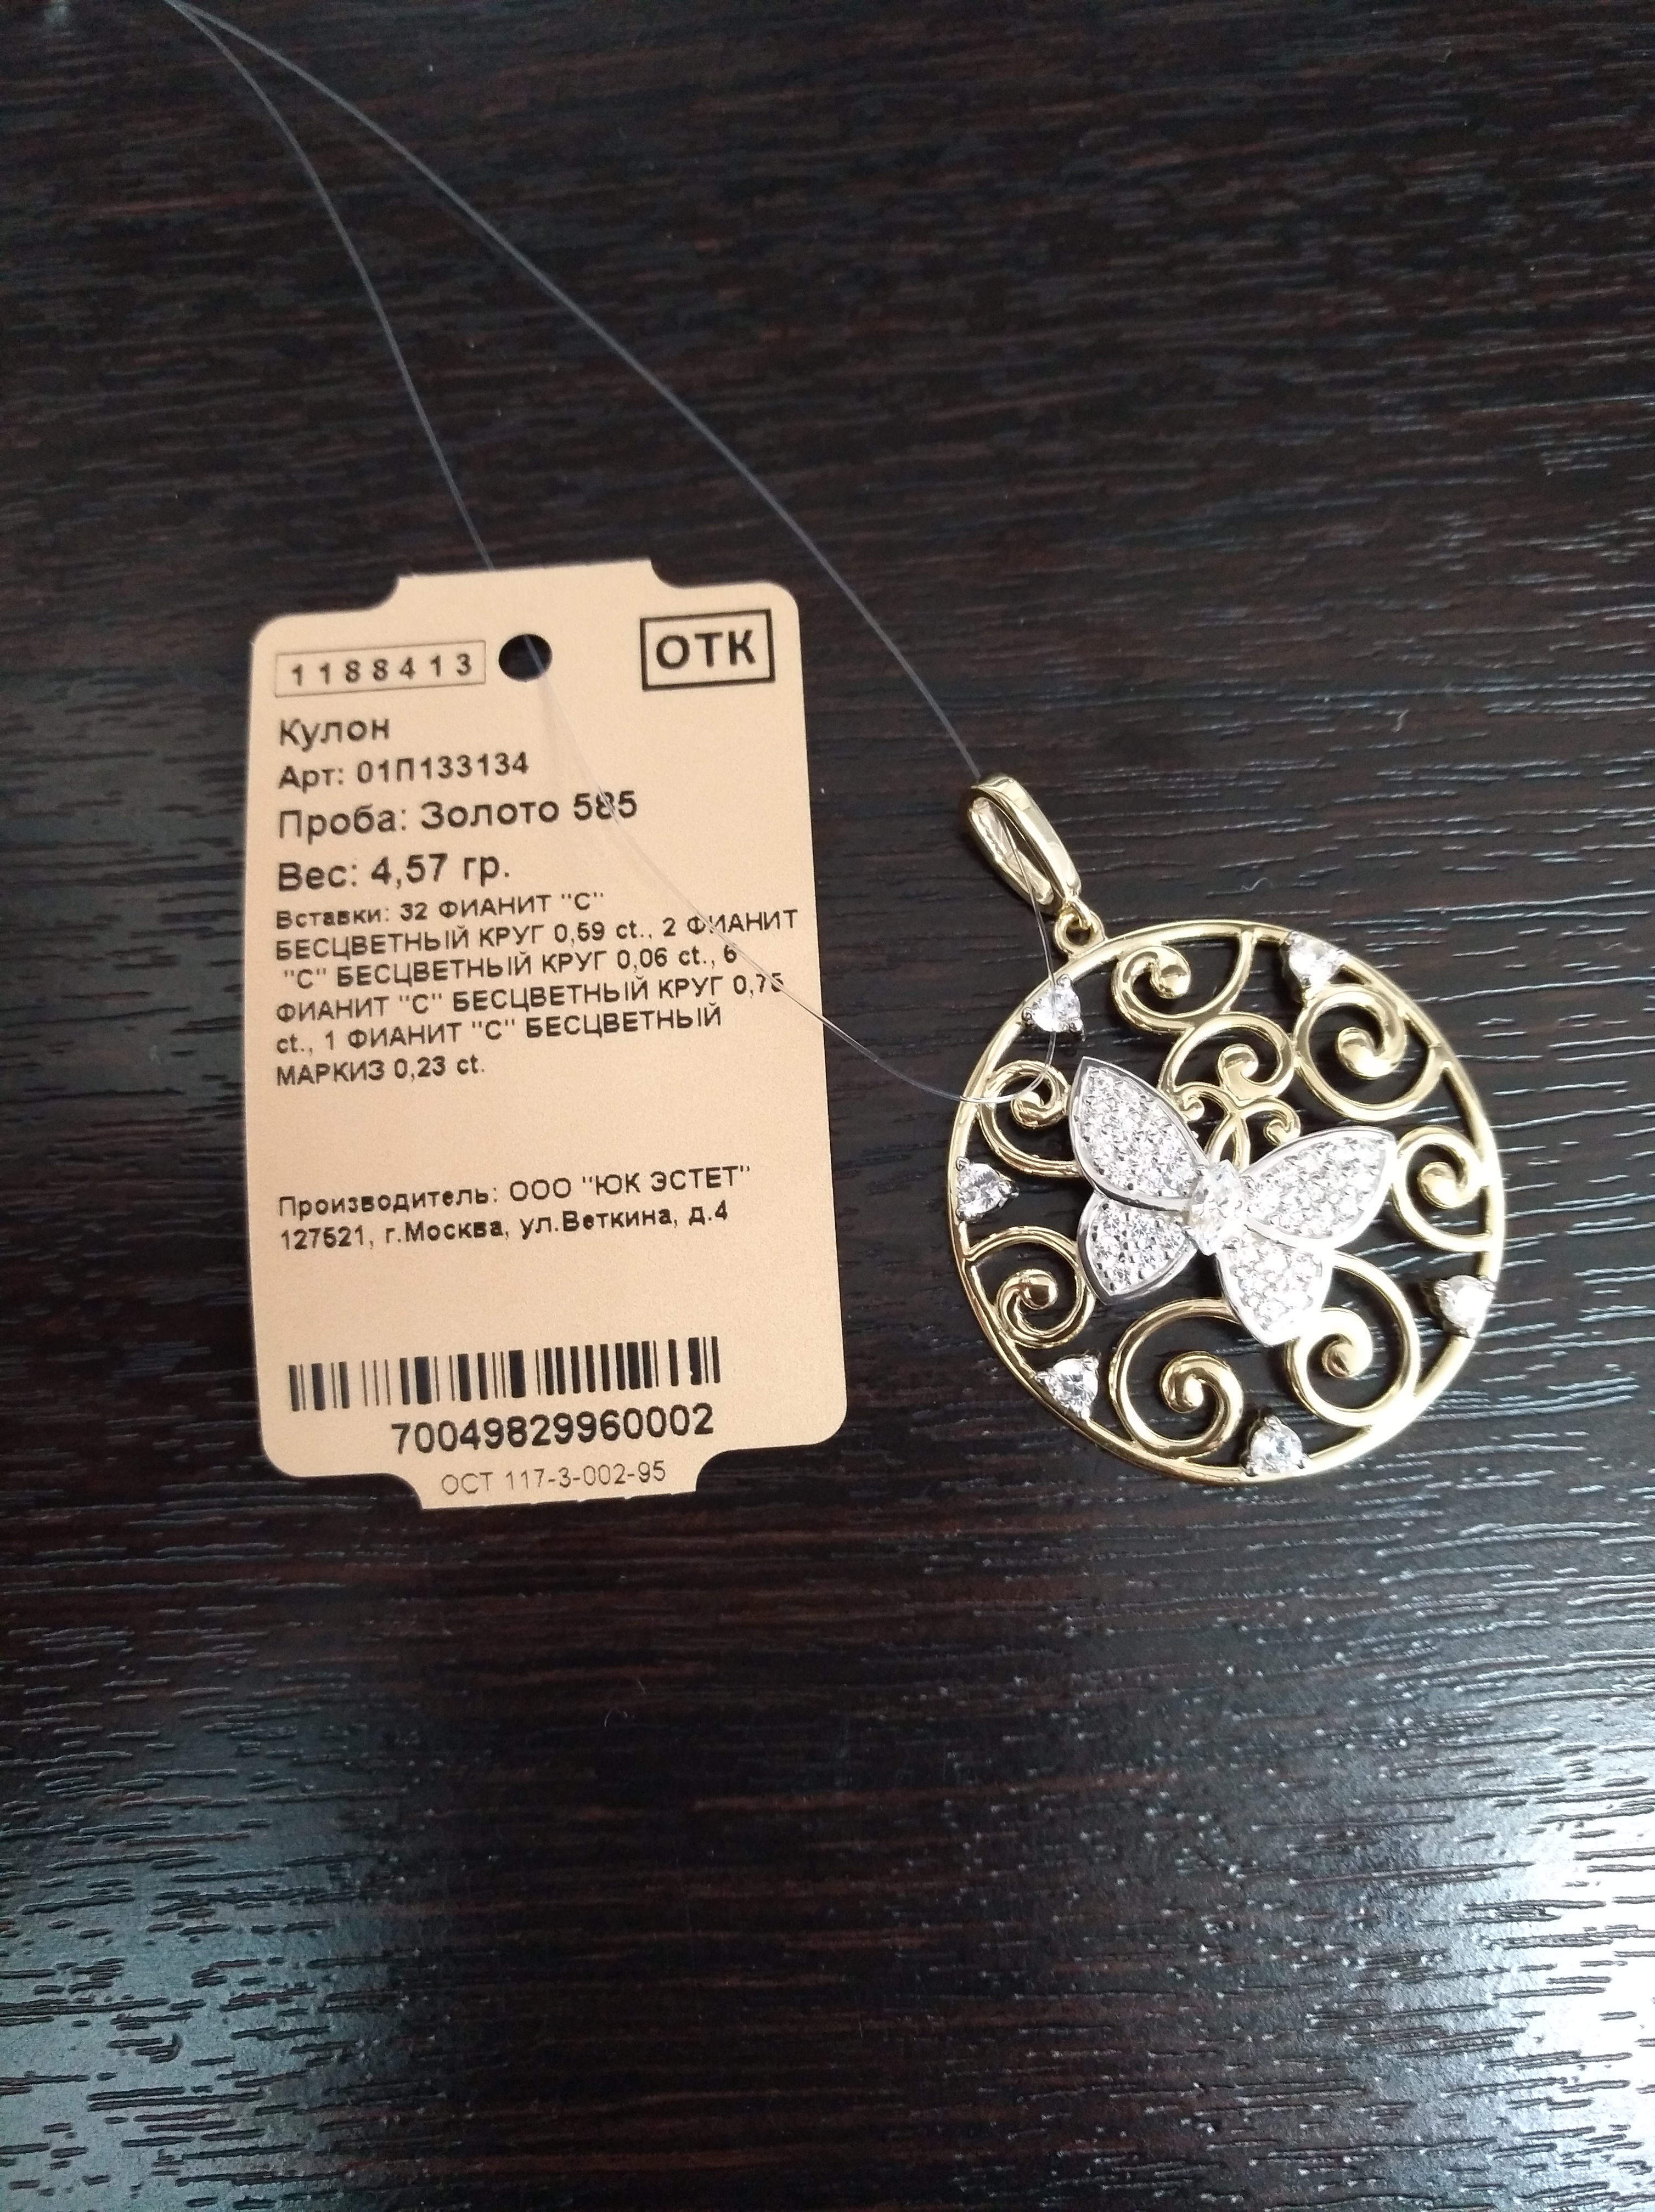 1188413
ОТК
Кулон
Арт: 01П133134
Проба: Золото 585
Вес: 4,57 гр.
Вставки: 32 ФИАНИТ "С"
БЕСЦВЕТНЫЙ КРУГ 0,59 ct., 2 ФИАНИТ
"С" БЕСЦВЕТНЫЙ КРУГ 0,06 ct., 6
ФИАНИТ "С" БЕСЦВЕТНЫЙ КРУГ 0,75
ct., 1 ФИАНИТ "С" БЕСЦВЕТНЫЙ
МАРКИЗ 0,23 ct.
Производитель: ООО "ЮК ЭСТЕТ"
127521, г.Москва, ул.Веткина, д.4
70049829960002
ОСТ 117-3-002-95